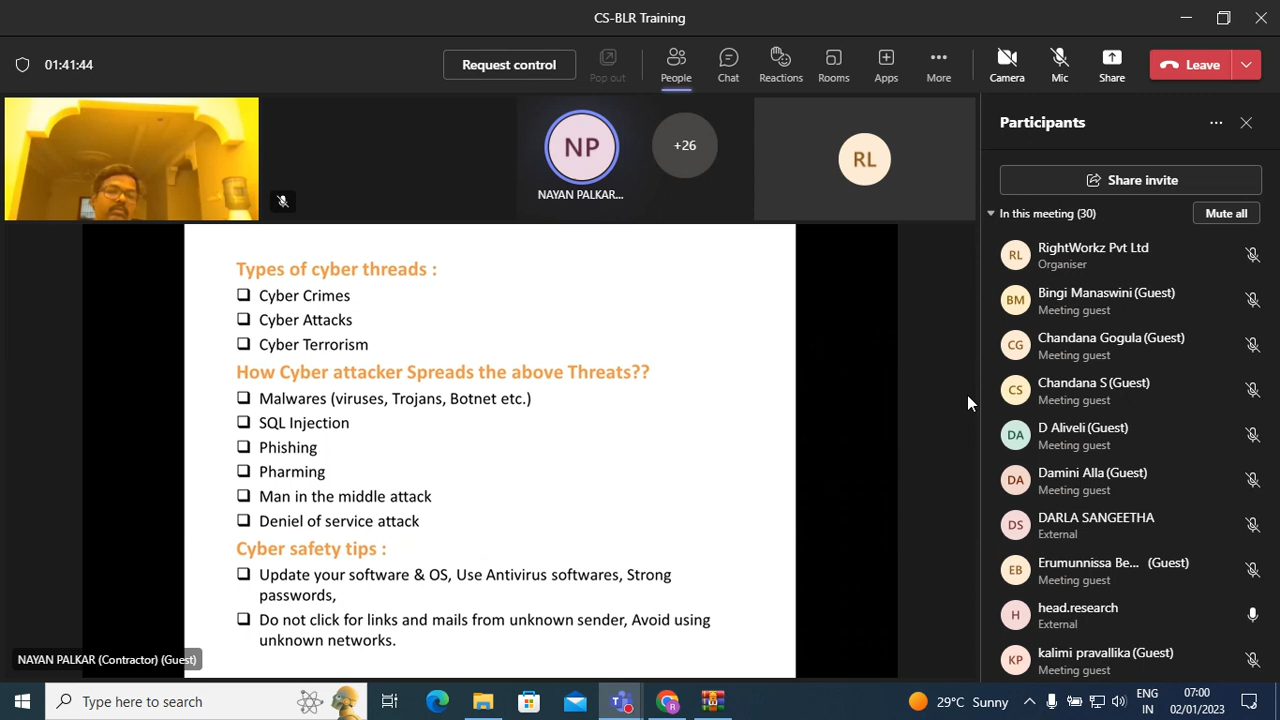 CS-BLR Training
01:41:44
Request control
Pop out
People
Chat
Reactions
Rooms
Apps
More
Camera
Mic
Share
Leave
NP
NAYAN PALKAR...
+26
RL
Participants
Share invite
In this meeting (30)
Mute all
RL
RightWorkz Pvt Ltd
Organiser
BM
Bingi Manaswini (Guest)
Meeting guest
CG
Chandana Gogula (Guest)
Meeting guest
CS
Chandana S (Guest)
Meeting guest
DA
D Aliveli (Guest)
Meeting guest
DA
Damini Alla (Guest)
Meeting guest
DS
DARLA SANGEETHA
External
EB
Erumunnissa Be... (Guest)
Meeting guest
H
head.research
External
KP
kalimi pravallika (Guest)
Meeting guest
Types of cyber threads :
Cyber Crimes
Cyber Attacks
Cyber Terrorism
How Cyber attacker Spreads the above Threats??
Malwares (viruses, Trojans, Botnet etc.)
SQL Injection
Phishing
Pharming
Man in the middle attack
Deniel of service attack
Cyber safety tips :
Update your software & OS, Use Antivirus softwares, Strong
passwords,
Do not click for links and mails from unknown sender, Avoid using
unknown networks.
NAYAN PALKAR (Contractor) (Guest)
Type here to search
29°C Sunny
ENG
IN
07:00
02/01/2023